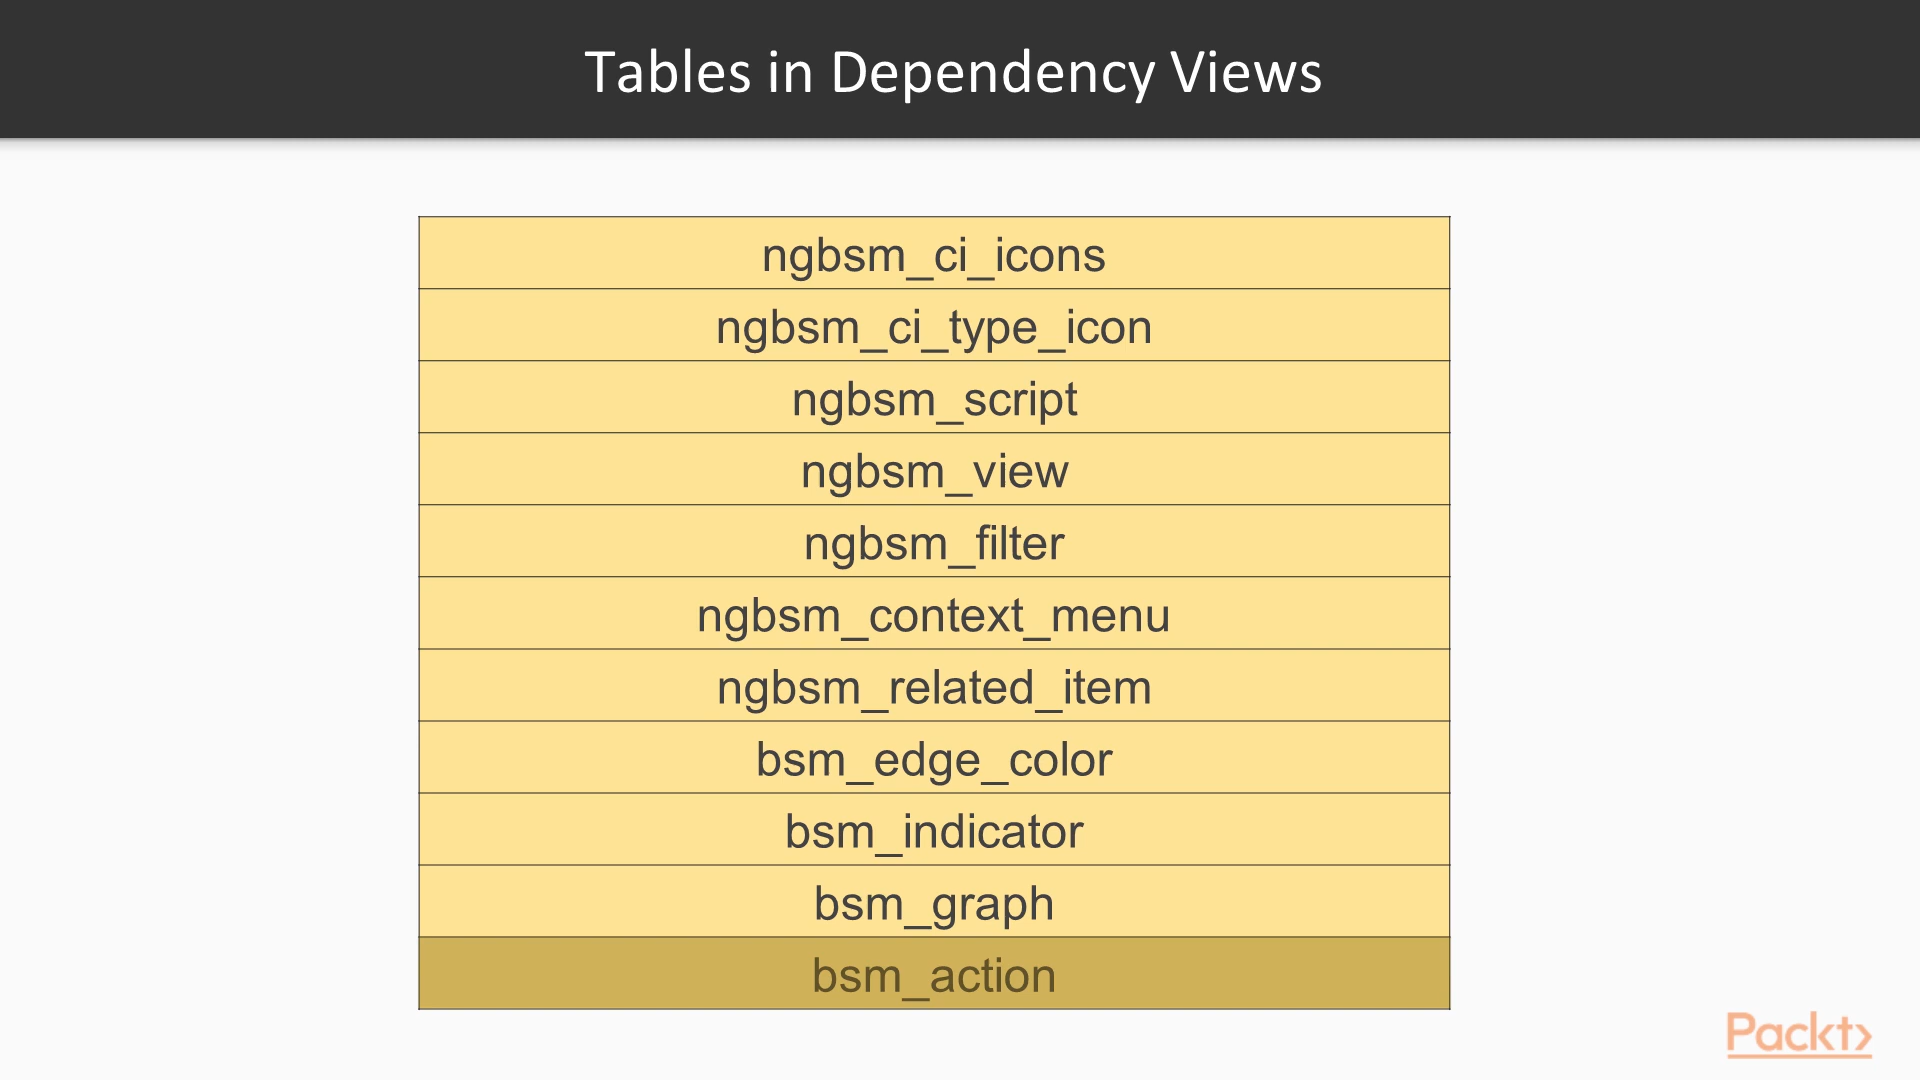 Tables in Dependency Views
ngbsm_ci_icons
ngbsm_ci_type_icon
ngbsm_script
ngbsm_view
ngbsm_filter
ngbsm_context_menu
ngbsm_related_item
bsm_edge_color
bsm_indicator
bsm_graph
bsm_action
Packt>